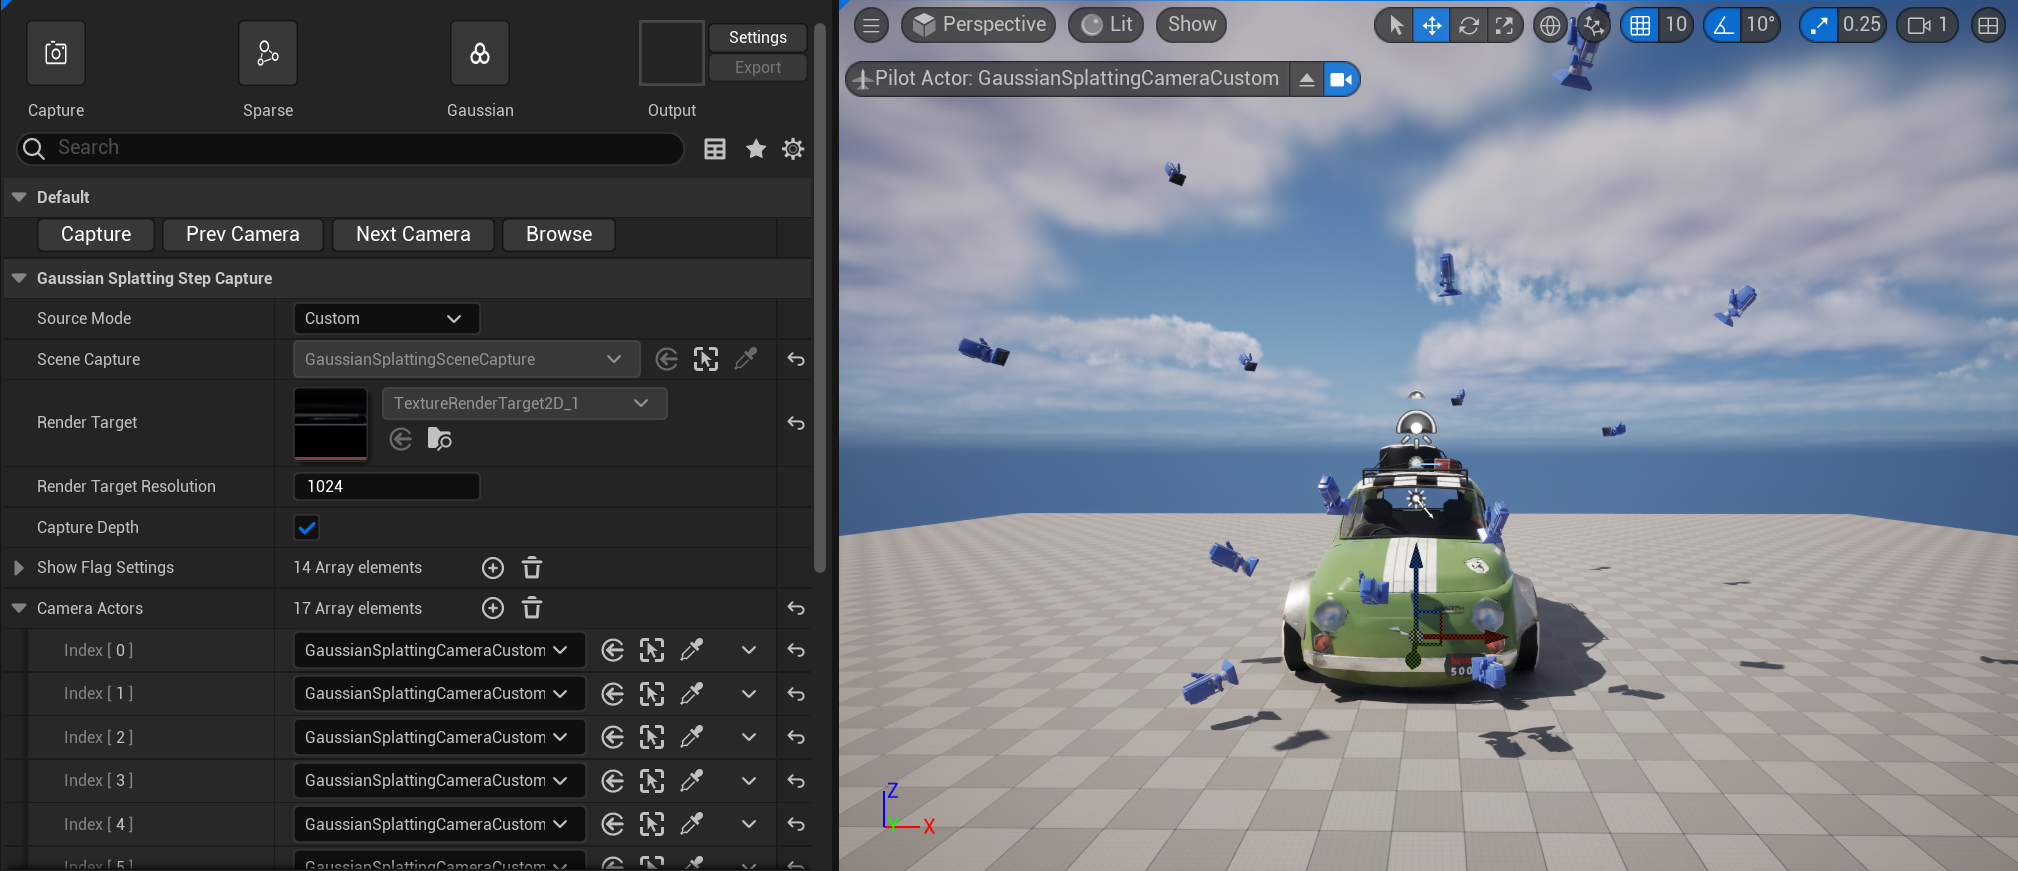 Settings
Export
Capture
Sparse
Gaussian
Output
Search
Default
Capture
Prev Camera
Next Camera
Browse
Gaussian Splatting Step Capture
Source Mode
Custom
Scene Capture
GaussianSplattingSceneCapture
Render Target
TextureRenderTarget2D_1
Render Target Resolution
1024
Capture Depth
Show Flag Settings
14 Array elements
Camera Actors
17 Array elements
Index [ 0 ]
GaussianSplattingCameraCustom
Index [ 1 ]
GaussianSplattingCameraCustom
Index [ 2 ]
GaussianSplattingCameraCustom
Index [ 3 ]
GaussianSplattingCameraCustom
Index [ 4 ]
GaussianSplattingCameraCustom
Index [ 5 ]
GaussianSplattingCameraCustom
Perspective
Lit
Show
10
10°
0.25
1
Pilot Actor: GaussianSplattingCameraCustom
500
Z
Y
X